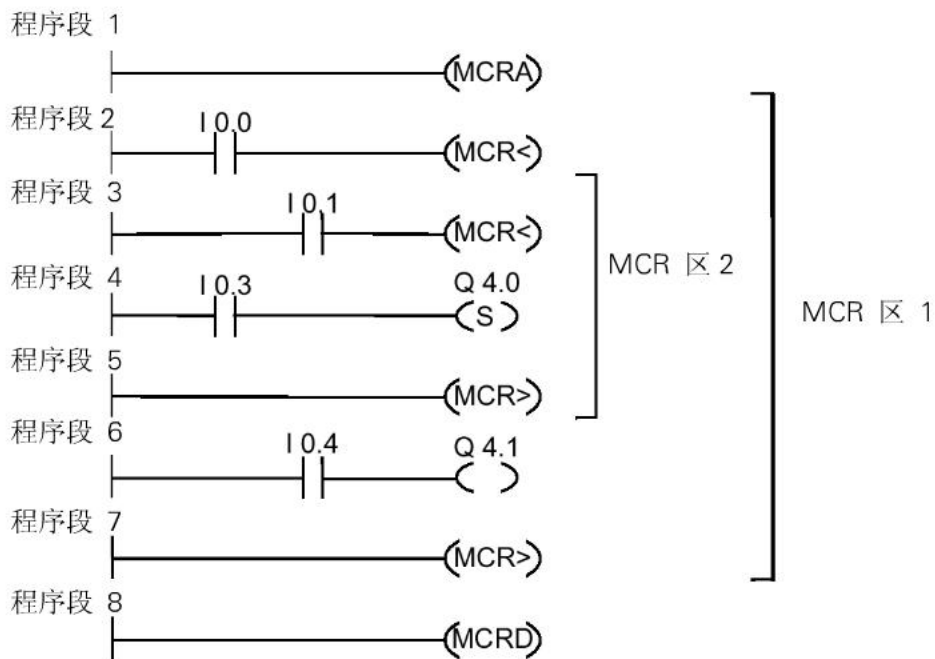 程序段 1
(MCRA)
程序段 2
I 0.0
(MCR<)
程序段 3
I 0.1
(MCR<)
MCR 区 2
程序段 4
I 0.3
Q 4.0
(S)
MCR 区 1
程序段 5
(MCR>)
程序段 6
I 0.4
Q 4.1
( )
程序段 7
(MCR>)
程序段 8
(MCRD)